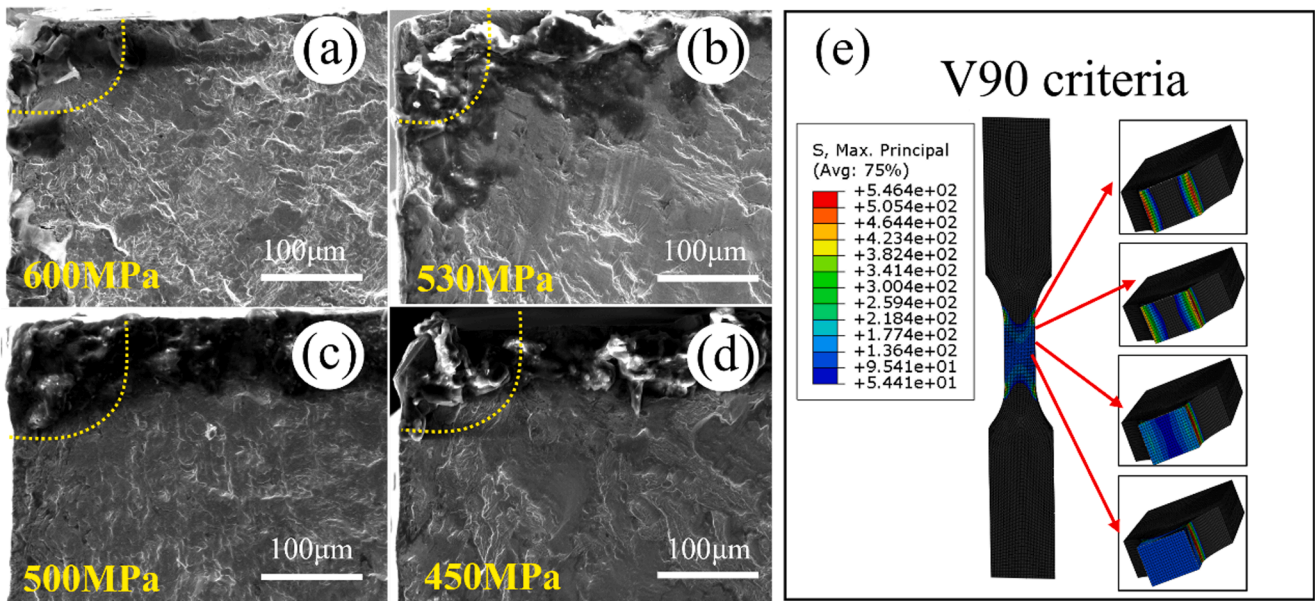 (a)
100μm
600MPa
(b)
100μm
530MPa
(c)
100μm
500MPa
(d)
100μm
450MPa
(e)
V90 criteria
S, Max. Principal
(Avg: 75%)
+5.464e+02
+5.054e+02
+4.644e+02
+4.234e+02
+3.824e+02
+3.414e+02
+3.004e+02
+2.594e+02
+2.184e+02
+1.774e+02
+1.364e+02
+9.541e+01
+5.441e+01